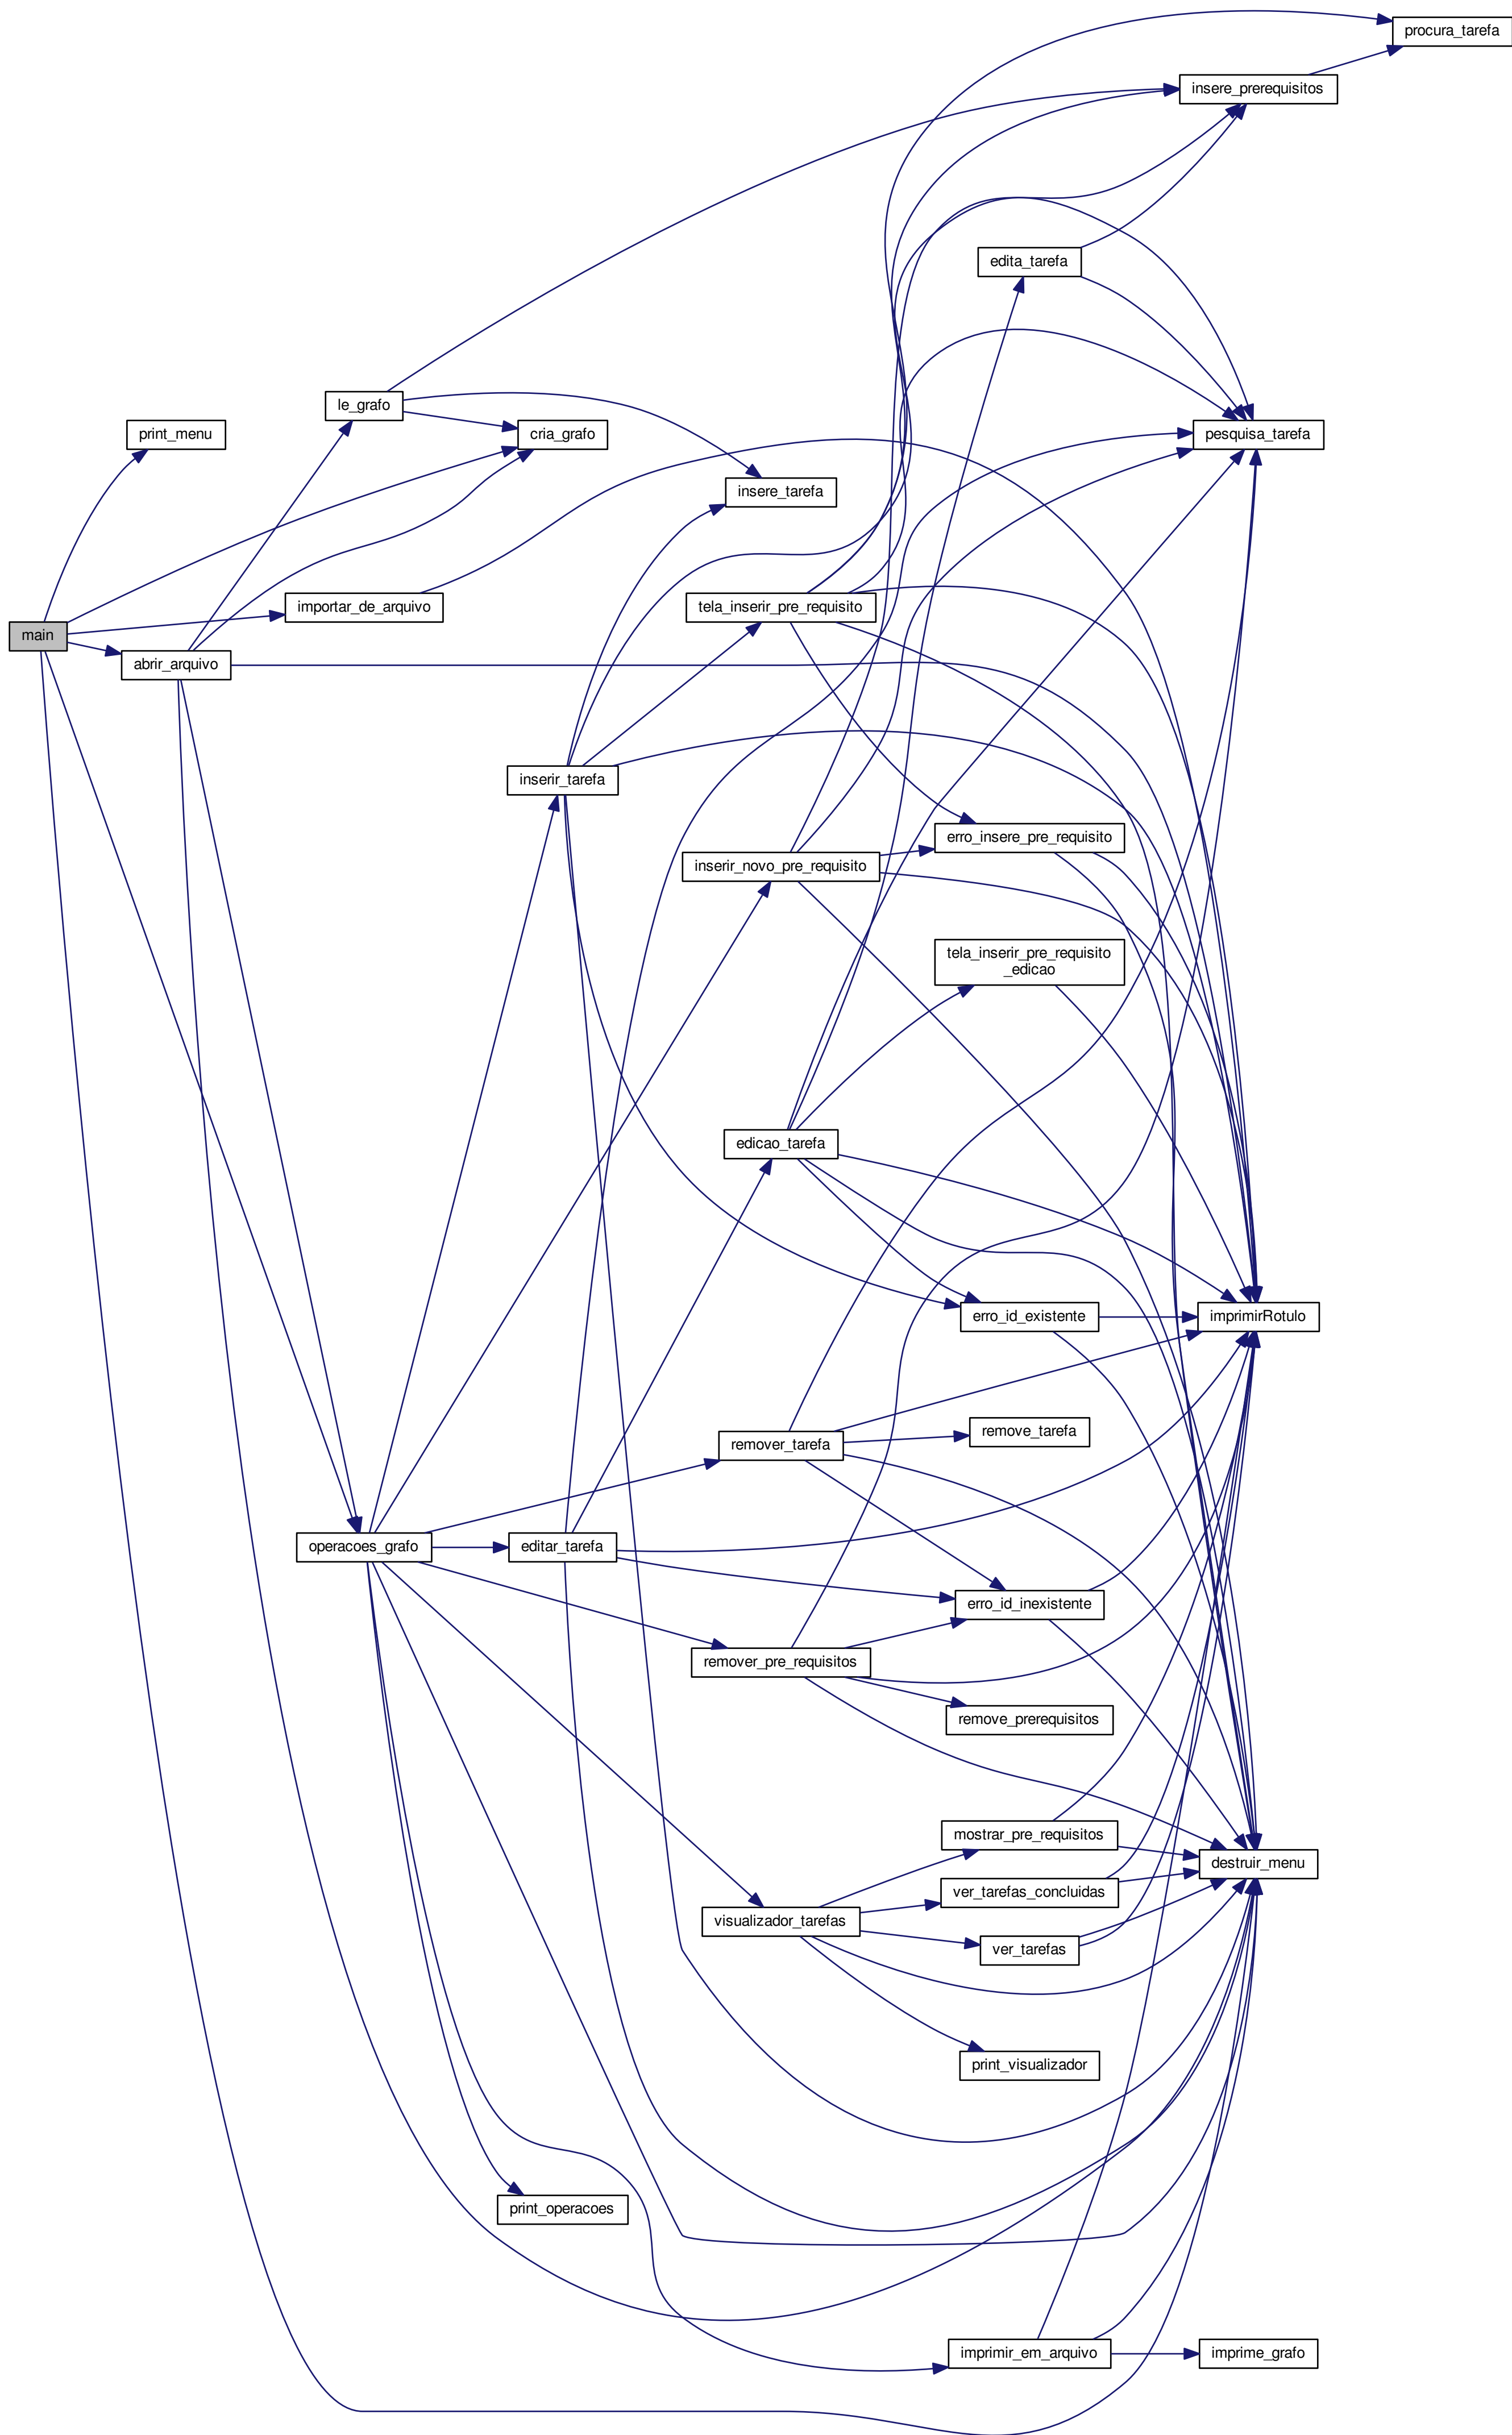 procura_tarefa
insere_prerequisitos
edita_tarefa
le_grafo
print_menu
cria_grafo
pesquisa_tarefa
insere_tarefa
importar_de_arquivo
tela_inserir_pre_requisito
main
abrir_arquivo
inserir_tarefa
erro_insere_pre_requisito
inserir_novo_pre_requisito
tela_inserir_pre_requisito
_edicao
edicao_tarefa
erro_id_existente
imprimirRotulo
remove_tarefa
remover_tarefa
operacoes_grafo
editar_tarefa
erro_id_inexistente
remover_pre_requisitos
remove_prerequisitos
mostrar_pre_requisitos
destruir_menu
ver_tarefas_concluidas
visualizador_tarefas
ver_tarefas
print_visualizador
print_operacoes
imprimir_em_arquivo
imprime_grafo